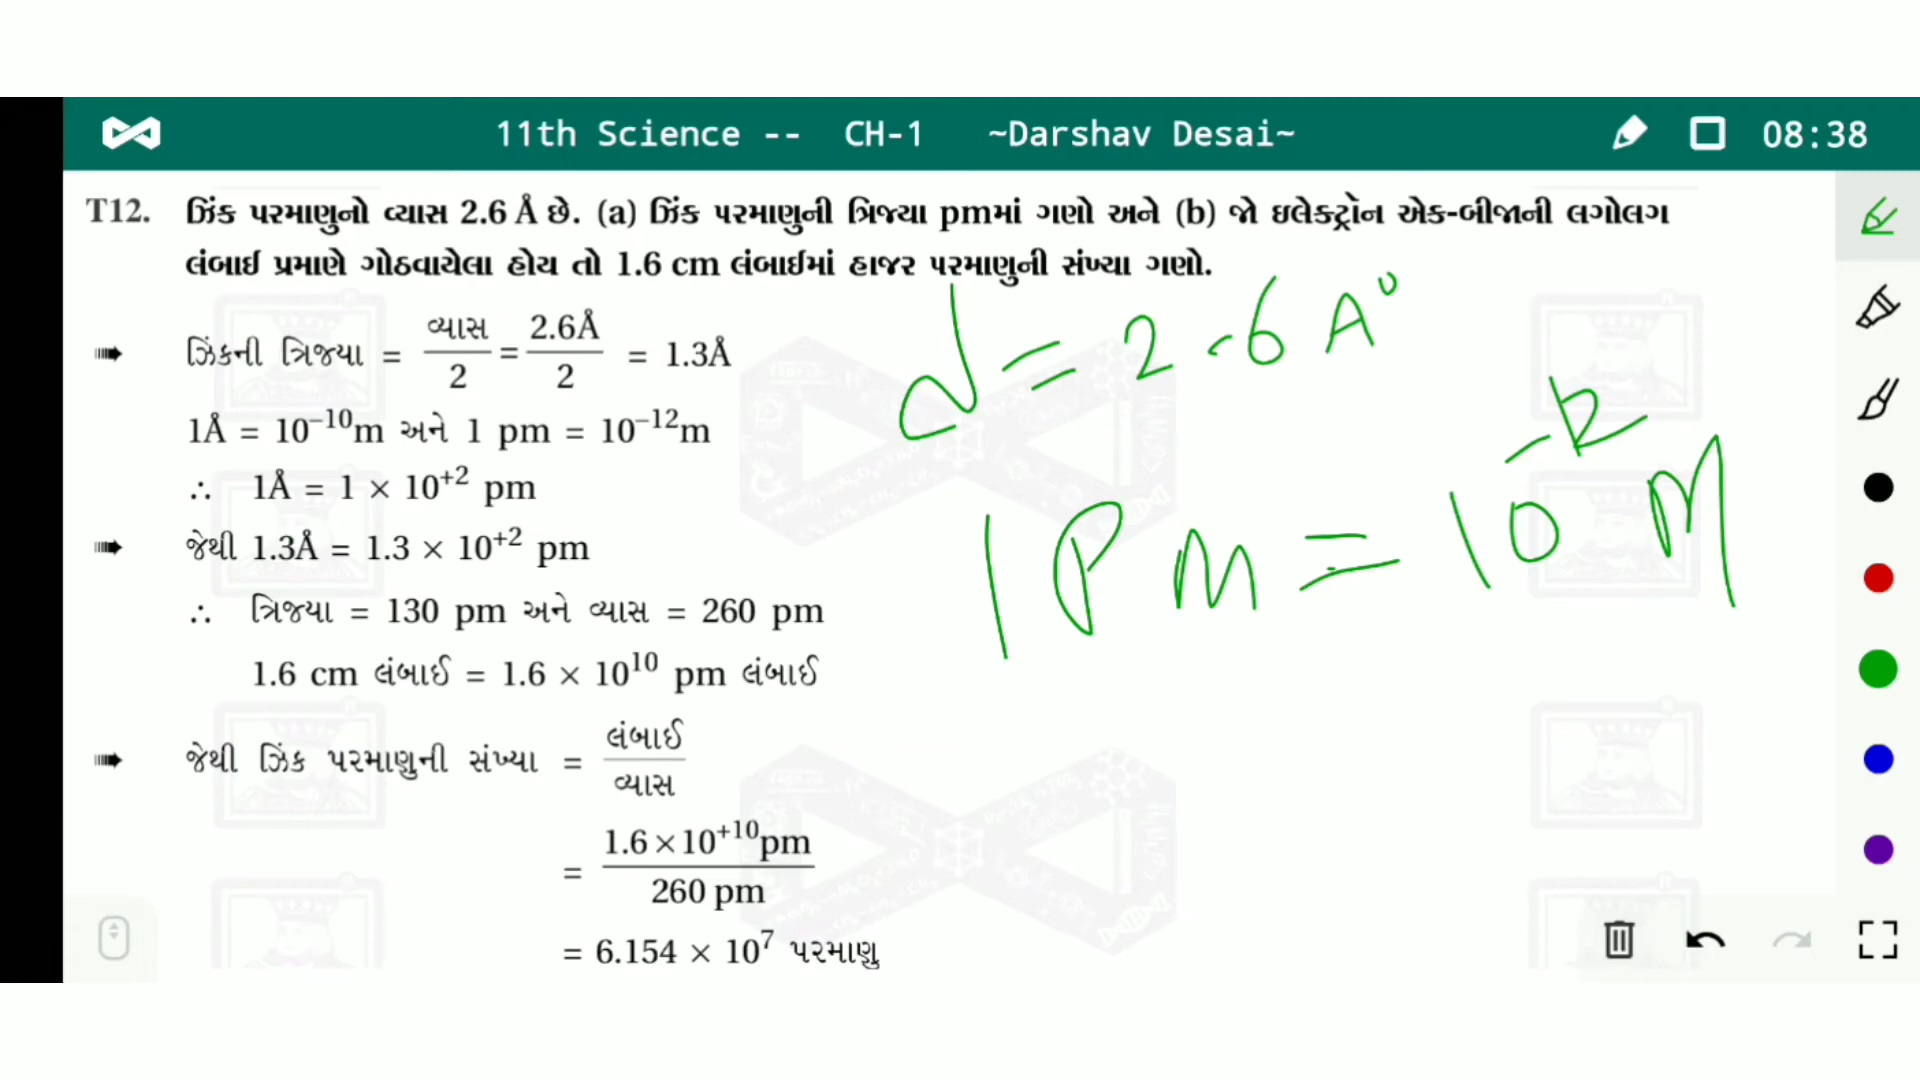 11th Science -- CH-1 ~Darshav Desai~ 08:38
T12. ઝિંક પરમાણુનો વ્યાસ 2.6 Å છે. (a) ઝિંક પરમાણુની ત્રિજ્યા pmમાં ગણો અને (b) જો ઇલેક્ટ્રોન એક-બીજાની લગોલગ
લંબાઈ પ્રમાણે ગોઠવાયેલા હોય તો 1.6 cm લંબાઈમાં હાજર પરમાણુની સંખ્યા ગણો.
d = 2.6 A°
ઝિંકની ત્રિજ્યા = વ્યાસ/2 = 2.6Å/2 = 1.3Å
1Å = 10⁻¹⁰m અને 1 pm = 10⁻¹²m
∴ 1Å = 1 × 10⁺² pm
1 Pm = 10⁻¹² M
જેથી 1.3Å = 1.3 × 10⁺² pm
∴ ત્રિજ્યા = 130 pm અને વ્યાસ = 260 pm
1.6 cm લંબાઈ = 1.6 × 10¹⁰ pm લંબાઈ
જેથી ઝિંક પરમાણુની સંખ્યા = લંબાઈ/વ્યાસ
= 1.6×10⁺¹⁰pm/260 pm
= 6.154 × 10⁷ પરમાણુ